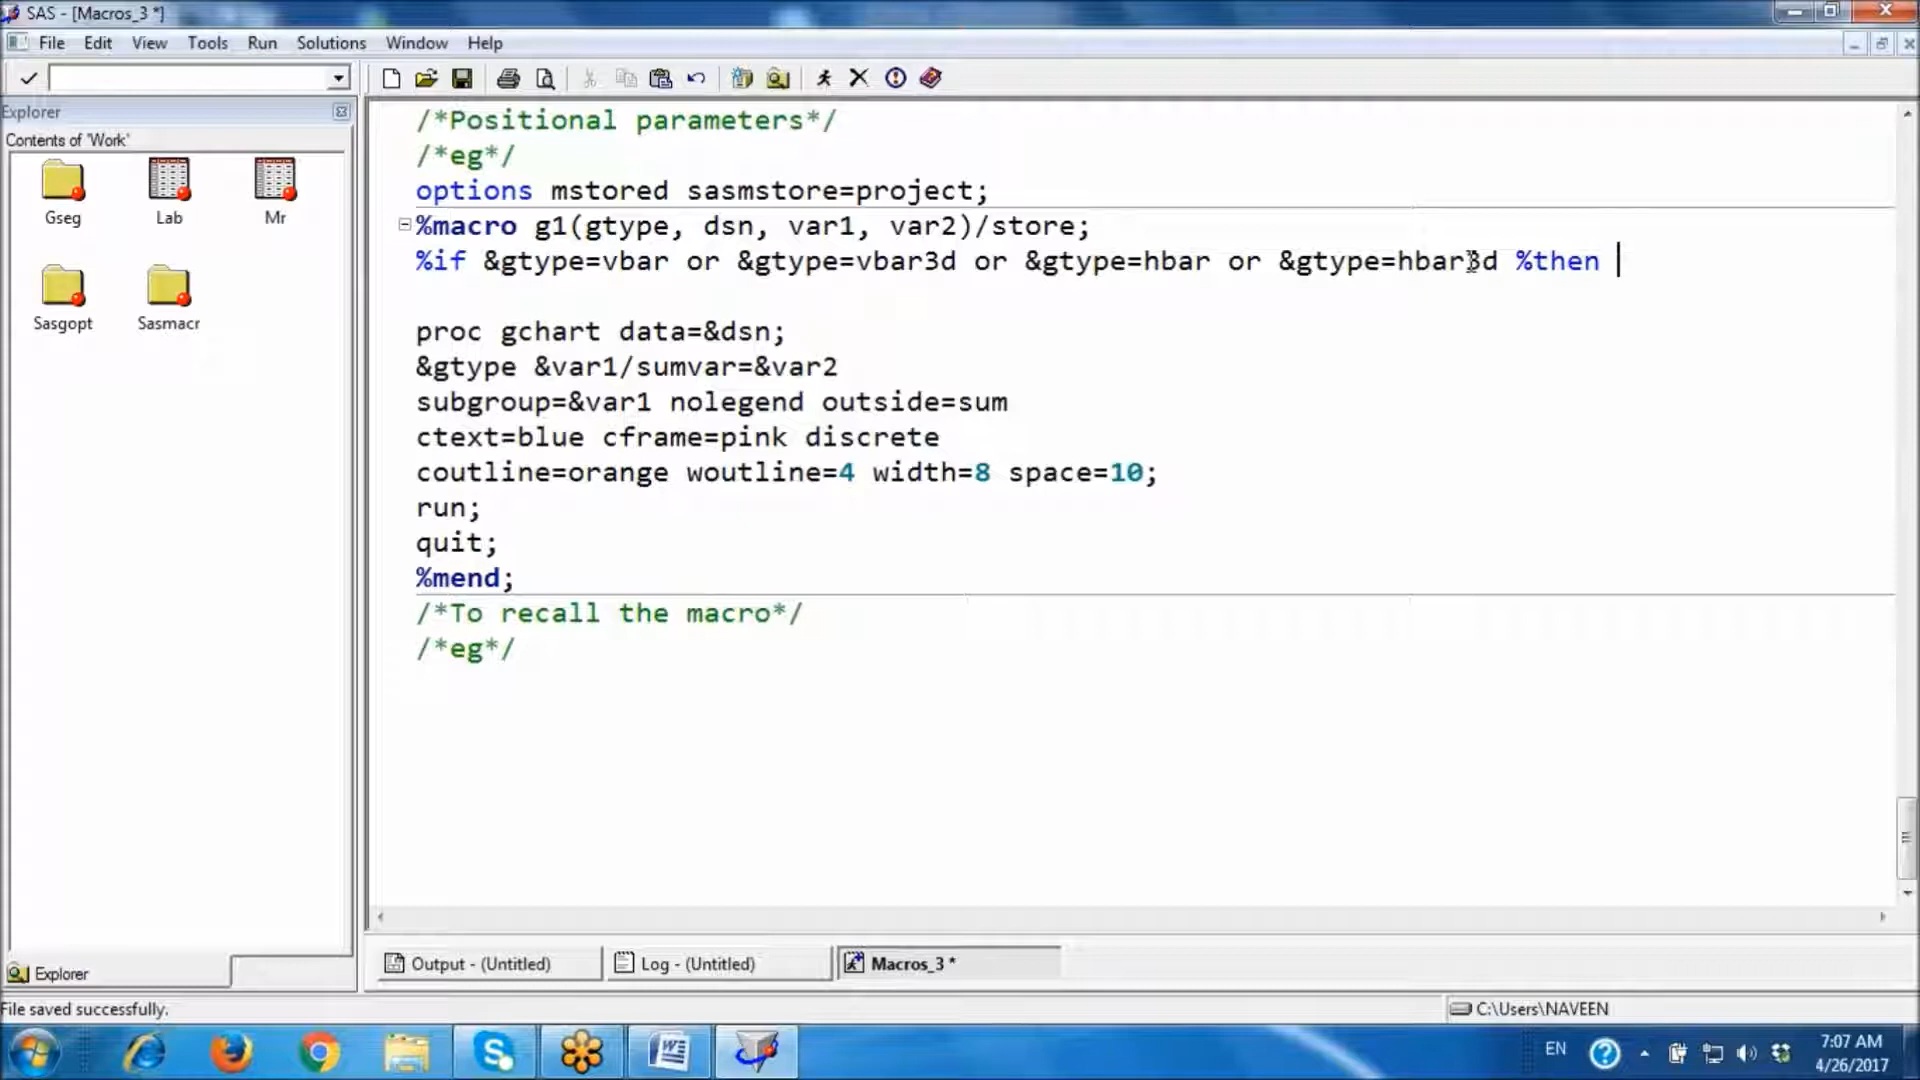 SAS - [Macros_3 *]
File Edit View Tools Run Solutions Window Help
Explorer
Contents of 'Work'
Gseg Lab Mr
Sasgopt Sasmacr
/*Positional parameters*/
/*eg*/
options mstored sasmstore=project;
%macro g1(gtype, dsn, var1, var2)/store;
%if &gtype=vbar or &gtype=vbar3d or &gtype=hbar or &gtype=hbar3d %then
proc gchart data=&dsn;
&gtype &var1/sumvar=&var2
subgroup=&var1 nolegend outside=sum
ctext=blue cframe=pink discrete
coutline=orange woutline=4 width=8 space=10;
run;
quit;
%mend;
/*To recall the macro*/
/*eg*/
Explorer
Output - (Untitled) Log - (Untitled) Macros_3 *
File saved successfully. C:\Users\NAVEEN
EN 7:07 AM
4/26/2017